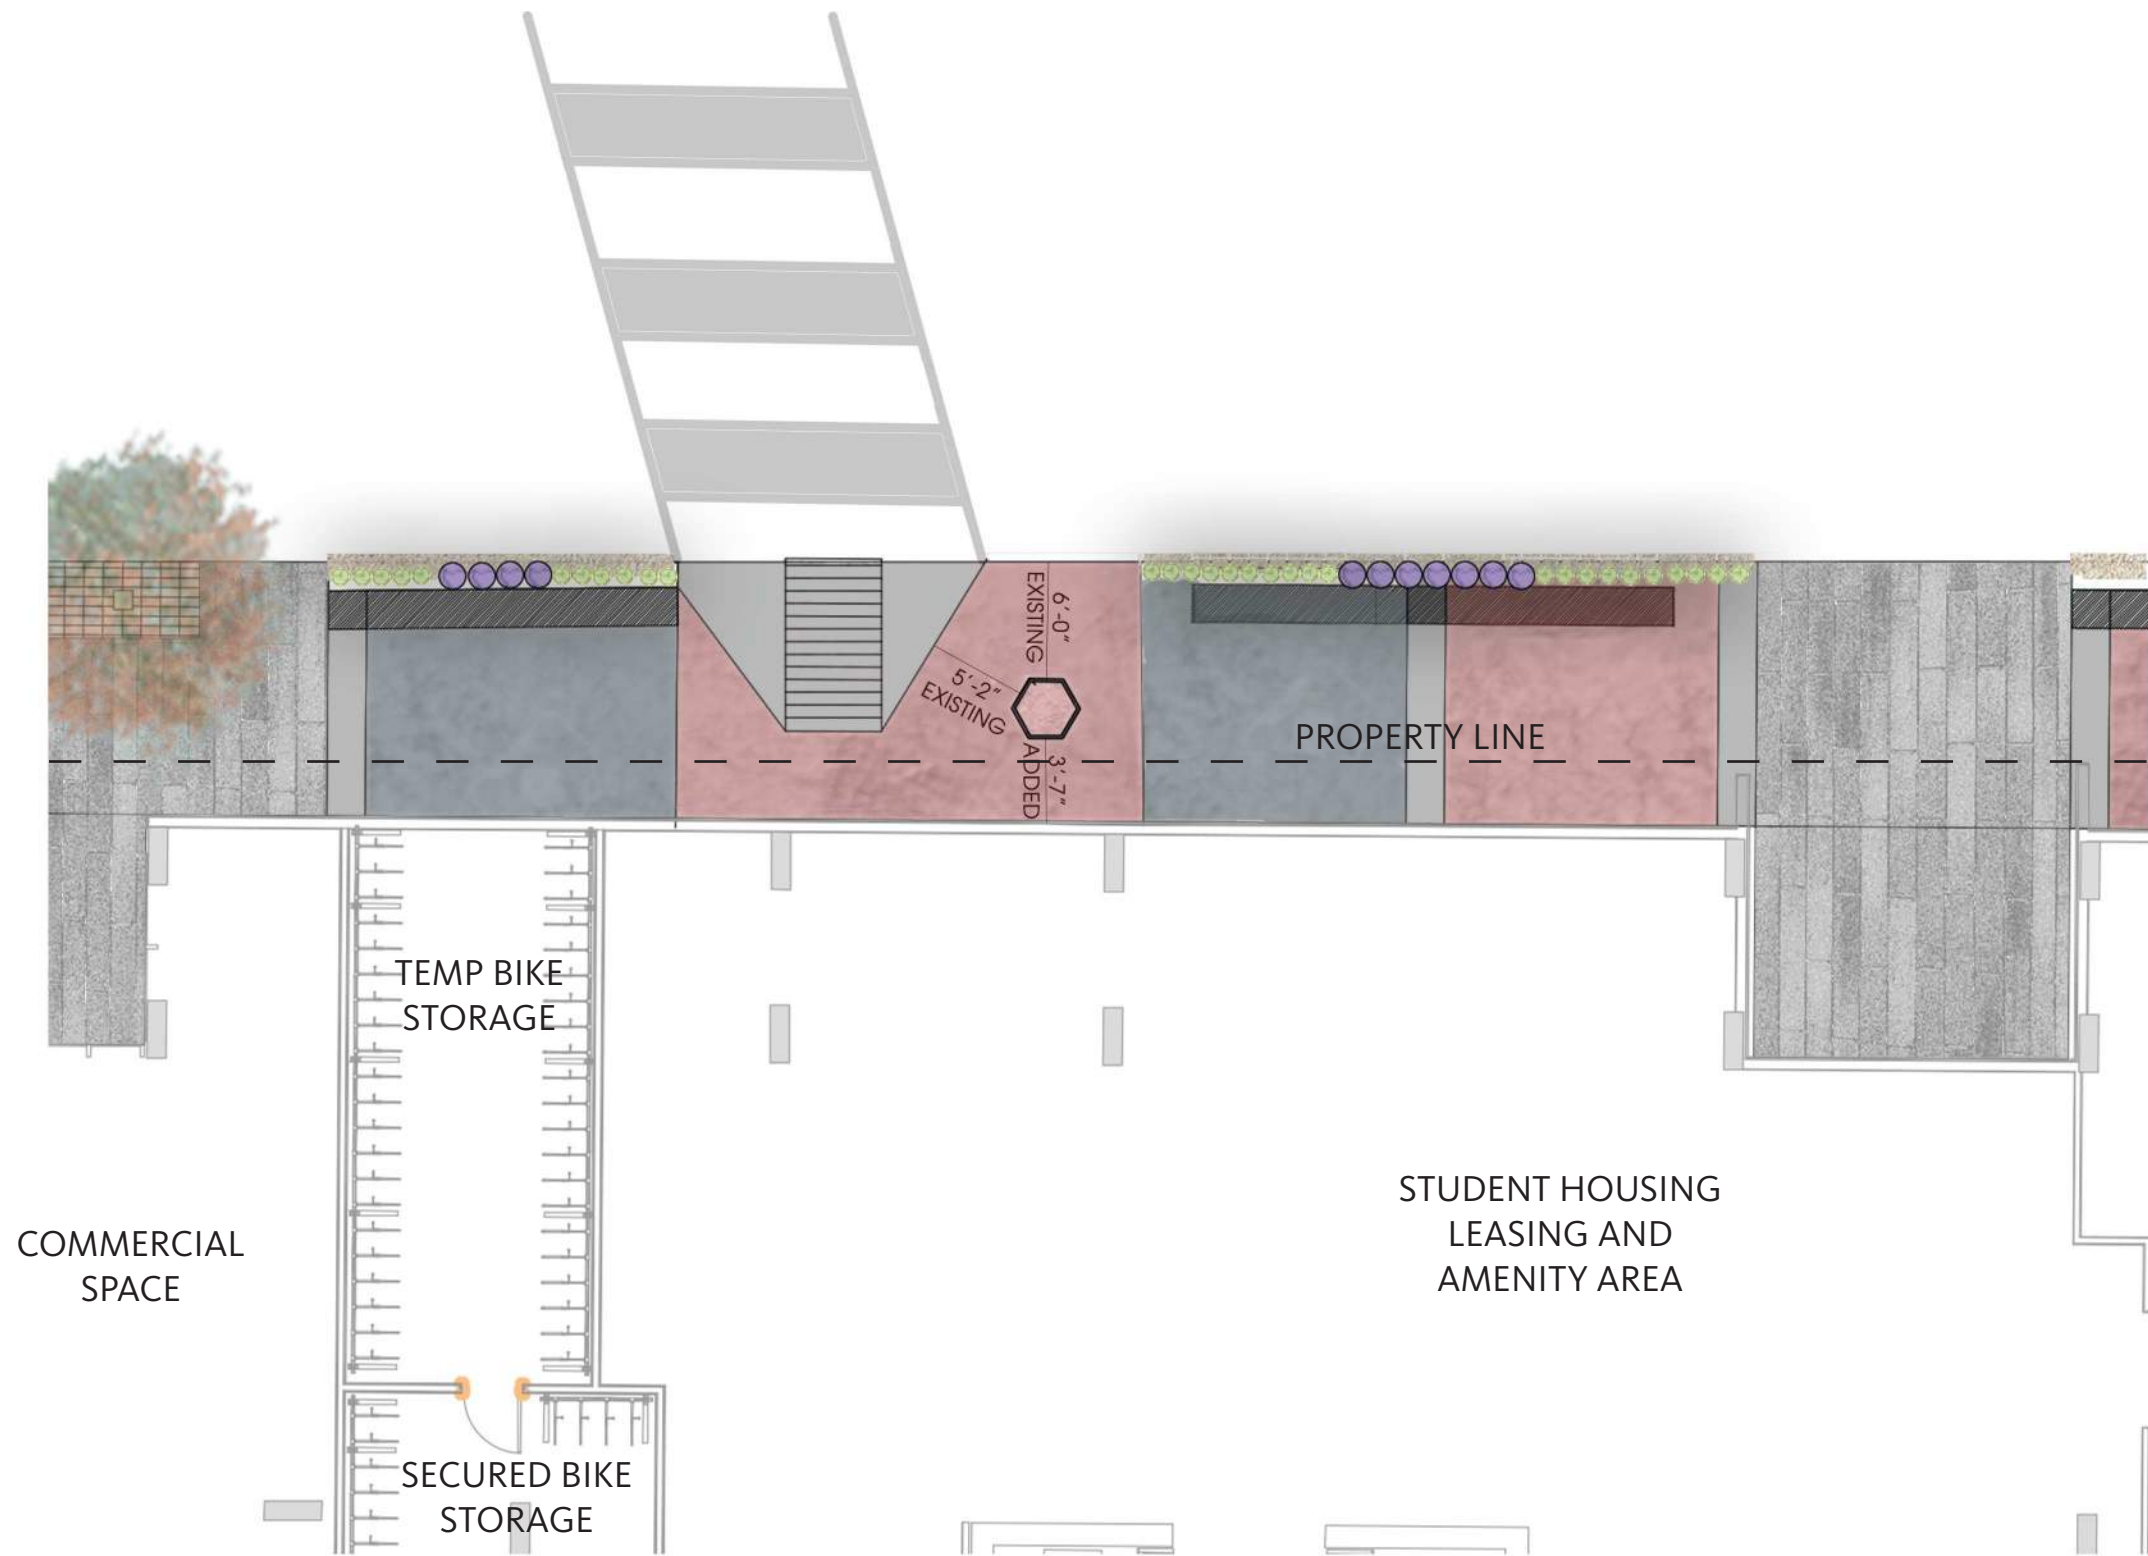 6'-0"
EXISTING
5'-2"
EXISTING
3'-7"
ADDED
PROPERTY LINE
TEMP BIKE
STORAGE
COMMERCIAL
SPACE
STUDENT HOUSING
LEASING AND
AMENITY AREA
SECURED BIKE
STORAGE